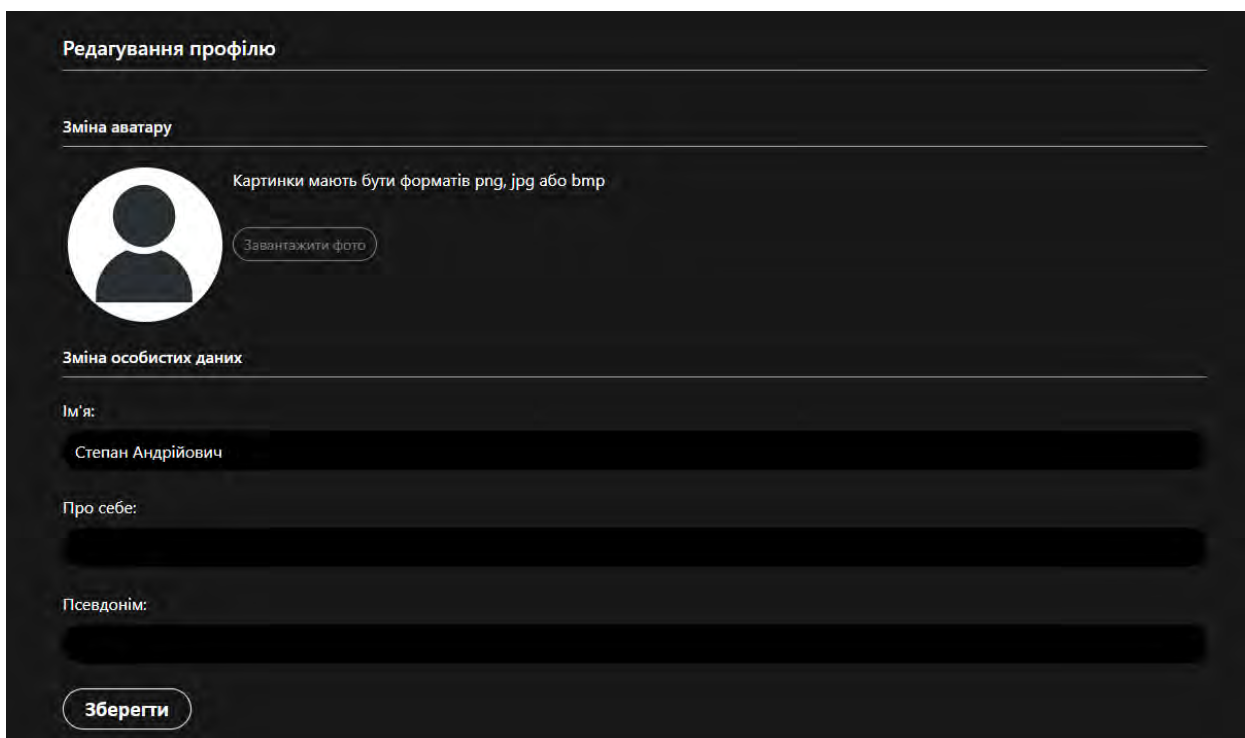 Редагування профілю
Зміна аватару
Картинки мають бути форматів png, jpg або bmp
Завантажити фото
Зміна особистих даних
Ім'я:
Степан Андрійович
Про себе:
Псевдонім:
Зберегти